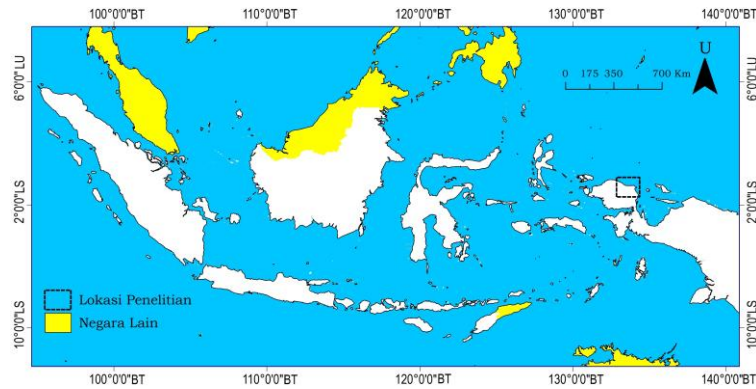 100°0'0"BT 110°0'0"BT 120°0'0"BT 130°0'0"BT 140°0'0"BT
U
0 175 350 700 Km
6°0'0"LU 6°0'0"LU
2°0'0"LS 2°0'0"LS
Lokasi Penelitian
Negara Lain
10°0'0"LS 10°0'0"LS
100°0'0"BT 110°0'0"BT 120°0'0"BT 130°0'0"BT 140°0'0"BT